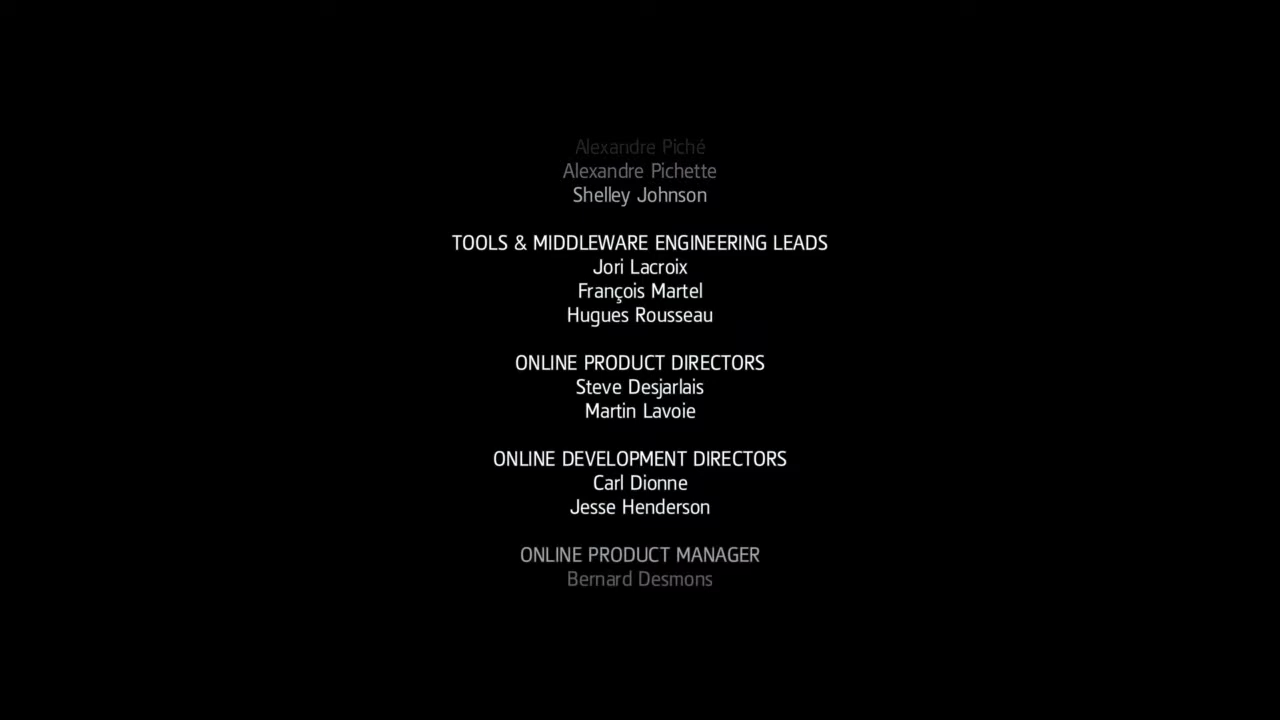 Alexandre Piché
Alexandre Pichette
Shelley Johnson
TOOLS & MIDDLEWARE ENGINEERING LEADS
Jori Lacroix
François Martel
Hugues Rousseau
ONLINE PRODUCT DIRECTORS
Steve Desjarlais
Martin Lavoie
ONLINE DEVELOPMENT DIRECTORS
Carl Dionne
Jesse Henderson
ONLINE PRODUCT MANAGER
Bernard Desmons